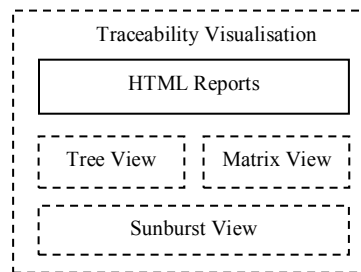 Traceability Visualisation
HTML Reports
Tree View
Matrix View
Sunburst View